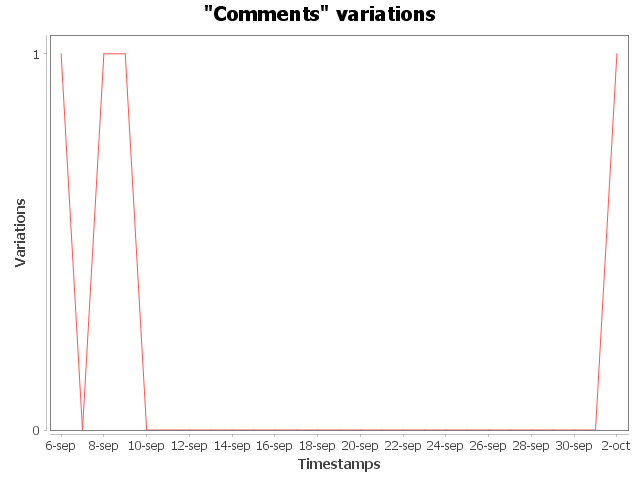 "Comments" variations
1
Variations
0
6-sep 8-sep 10-sep 12-sep 14-sep 16-sep 18-sep 20-sep 22-sep 24-sep 26-sep 28-sep 30-sep 2-oct
Timestamps